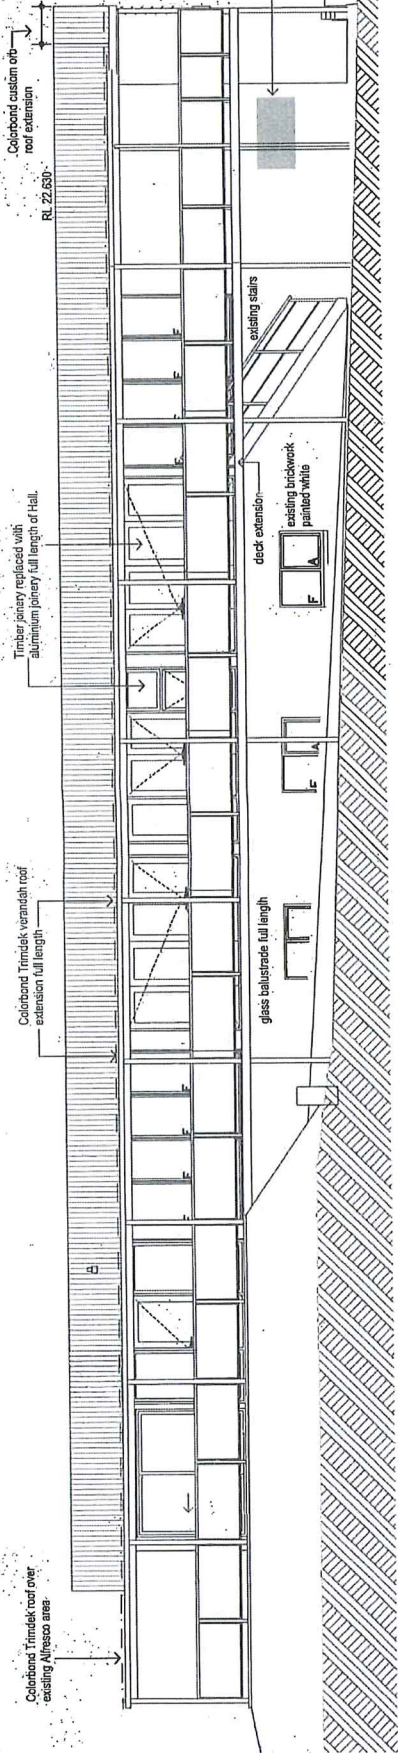 Colorbond Trimdek roof over
existing Alfresco area
Colorbond Trimdek verandah roof
extension full length
Timber joinery replaced with
aluminium joinery full length of Hall.
RL 22.630
Colorbond custom orb
roof extension
F
F
F
F
F
F
glass balustrade full length
F
A
F
A
deck extension
existing brickwork
painted white
existing stairs